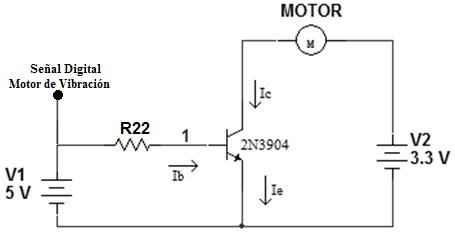 MOTOR
M
Señal Digital
Motor de Vibración
Ic
R22
1
2N3904
V2
3.3 V
V1
5 V
Ib
Ie